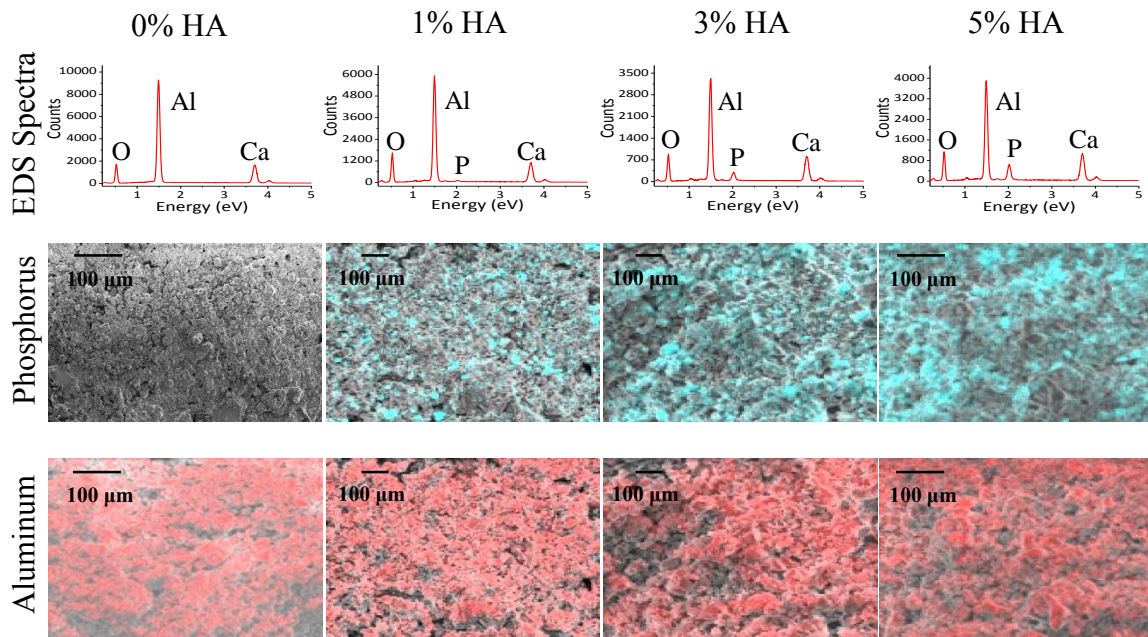 0% HA
1% HA
3% HA
5% HA
EDS Spectra
Counts
10000
8000
6000
4000
2000
0
O
Al
Ca
1
2
3
4
5
Energy (eV)
Counts
6000
4800
3600
2400
1200
0
O
Al
P
Ca
1
2
3
4
5
Energy (eV)
Counts
3500
2800
2100
1400
700
0
O
Al
P
Ca
1
2
3
4
5
Energy (eV)
Counts
4000
3200
2400
1600
800
0
O
Al
P
Ca
1
2
3
4
5
Energy (eV)
Phosphorus
100 µm
100 µm
100 µm
100 µm
Aluminum
100 µm
100 µm
100 µm
100 µm